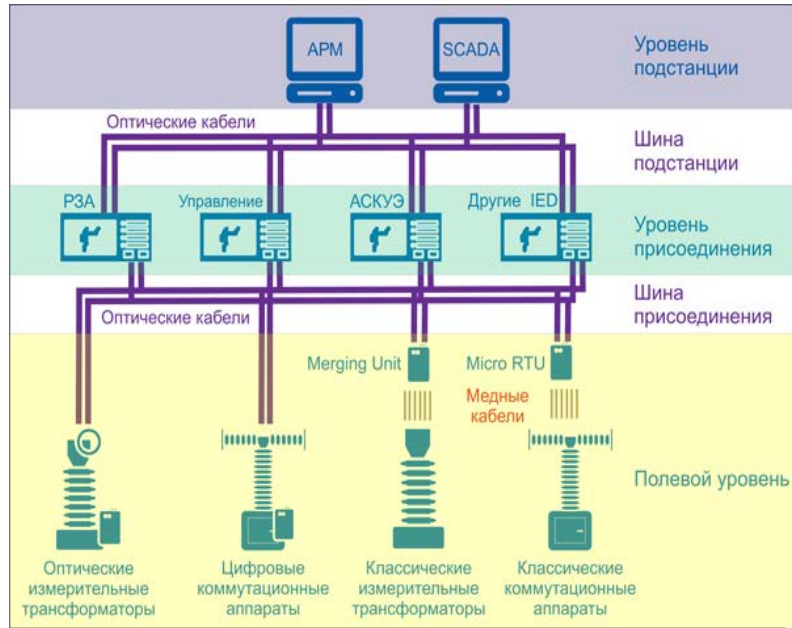 АРМ
SCADA
Уровень
подстанции
Оптические кабели
Шина
подстанции
РЗА
Управление
АСКУЭ
Другие IED
Уровень
присоединения
Оптические кабели
Шина
присоединения
Merging Unit
Micro RTU
Медные
кабели
Полевой уровень
Оптические
измерительные
трансформаторы
Цифровые
коммутационные
аппараты
Классические
измерительные
трансформаторы
Классические
коммутационные
аппараты